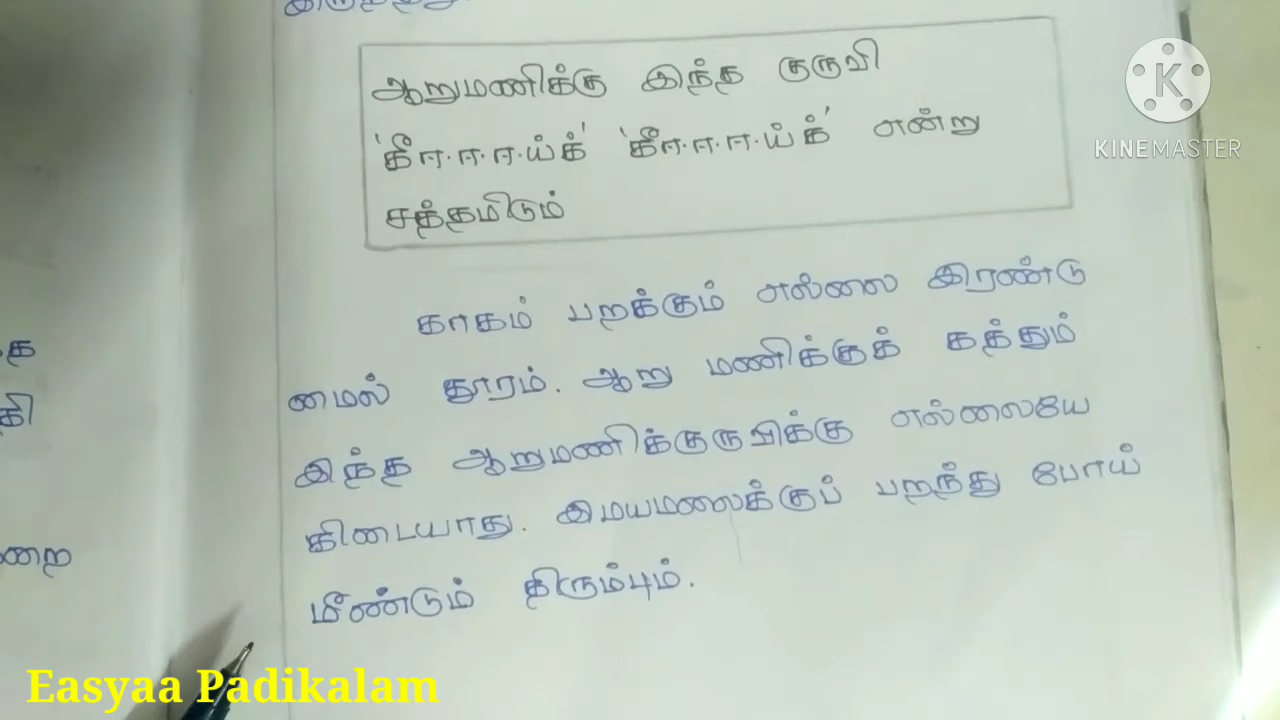 ஆறுமணிக்கு இந்த குருவி
KINEMASTER
'கீஈ.ஈ.ஈ.ய்க்' 'கீஈ.ஈ.ஈ.ய்க்' என்று
சத்தமிடும்
காகம் பறக்கும் எல்லை இரண்டு
மைல் தூரம். ஆறு மணிக்குக் கத்தும்
இந்த ஆறுமணிக்குருவிக்கு எல்லையே
கிடையாது. இமயமலைக்குப் பறந்து போய்
மீண்டும் திரும்பும்.
Easyaa Padikalam